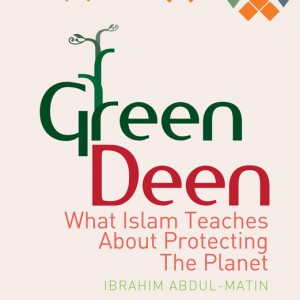 Green
Deen
What Islam Teaches
About Protecting
The Planet
IBRAHIM ABDUL-MATIN